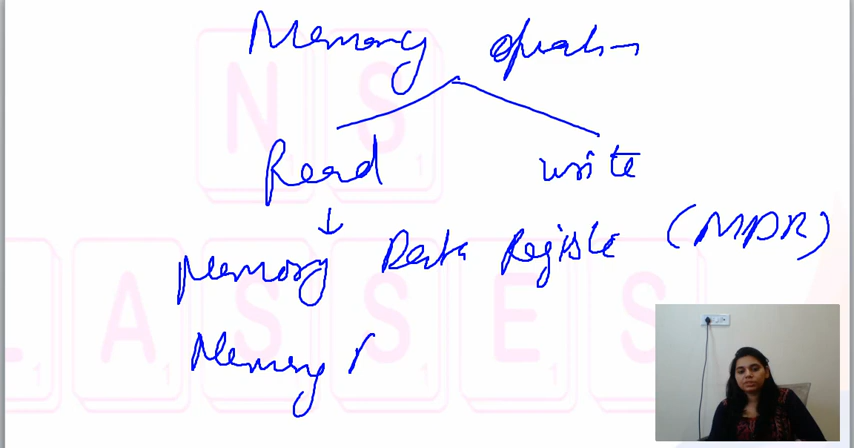 Memory operation
Read write
↓
Memory Data Register (MDR)
Memory
N S
L A S S E S